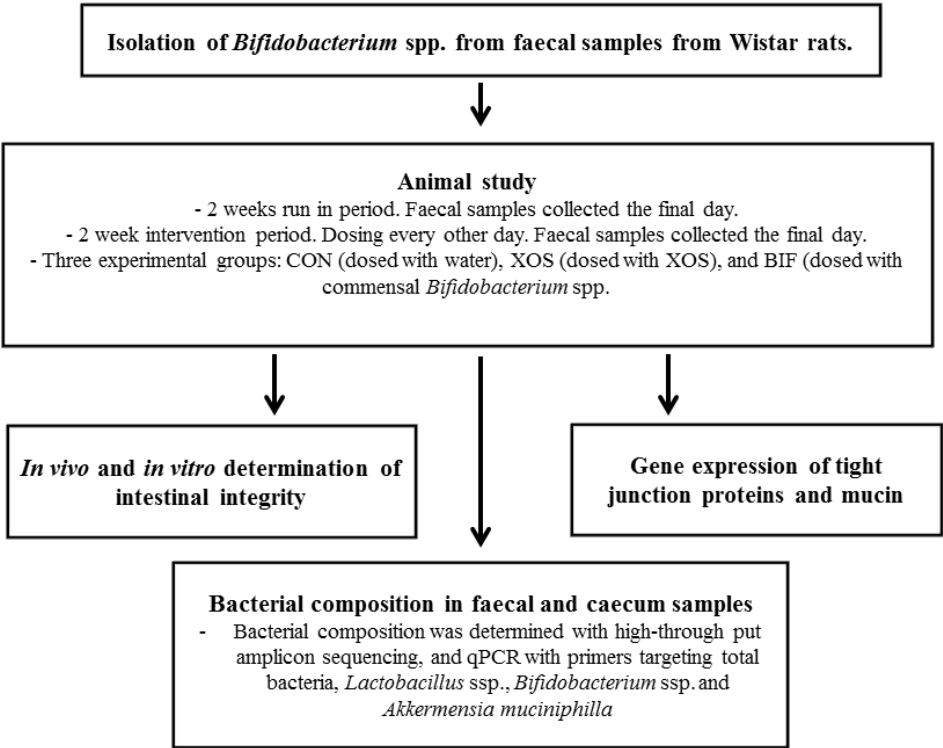 Isolation of Bifidobacterium spp. from faecal samples from Wistar rats.
Animal study
- 2 weeks run in period. Faecal samples collected the final day.
- 2 week intervention period. Dosing every other day. Faecal samples collected the final day.
- Three experimental groups: CON (dosed with water), XOS (dosed with XOS), and BIF (dosed with
commensal Bifidobacterium spp.
In vivo and in vitro determination of
intestinal integrity
Gene expression of tight
junction proteins and mucin
Bacterial composition in faecal and caecum samples
- Bacterial composition was determined with high-through put
amplicon sequencing, and qPCR with primers targeting total
bacteria, Lactobacillus ssp., Bifidobacterium ssp. and
Akkermensia muciniphilla